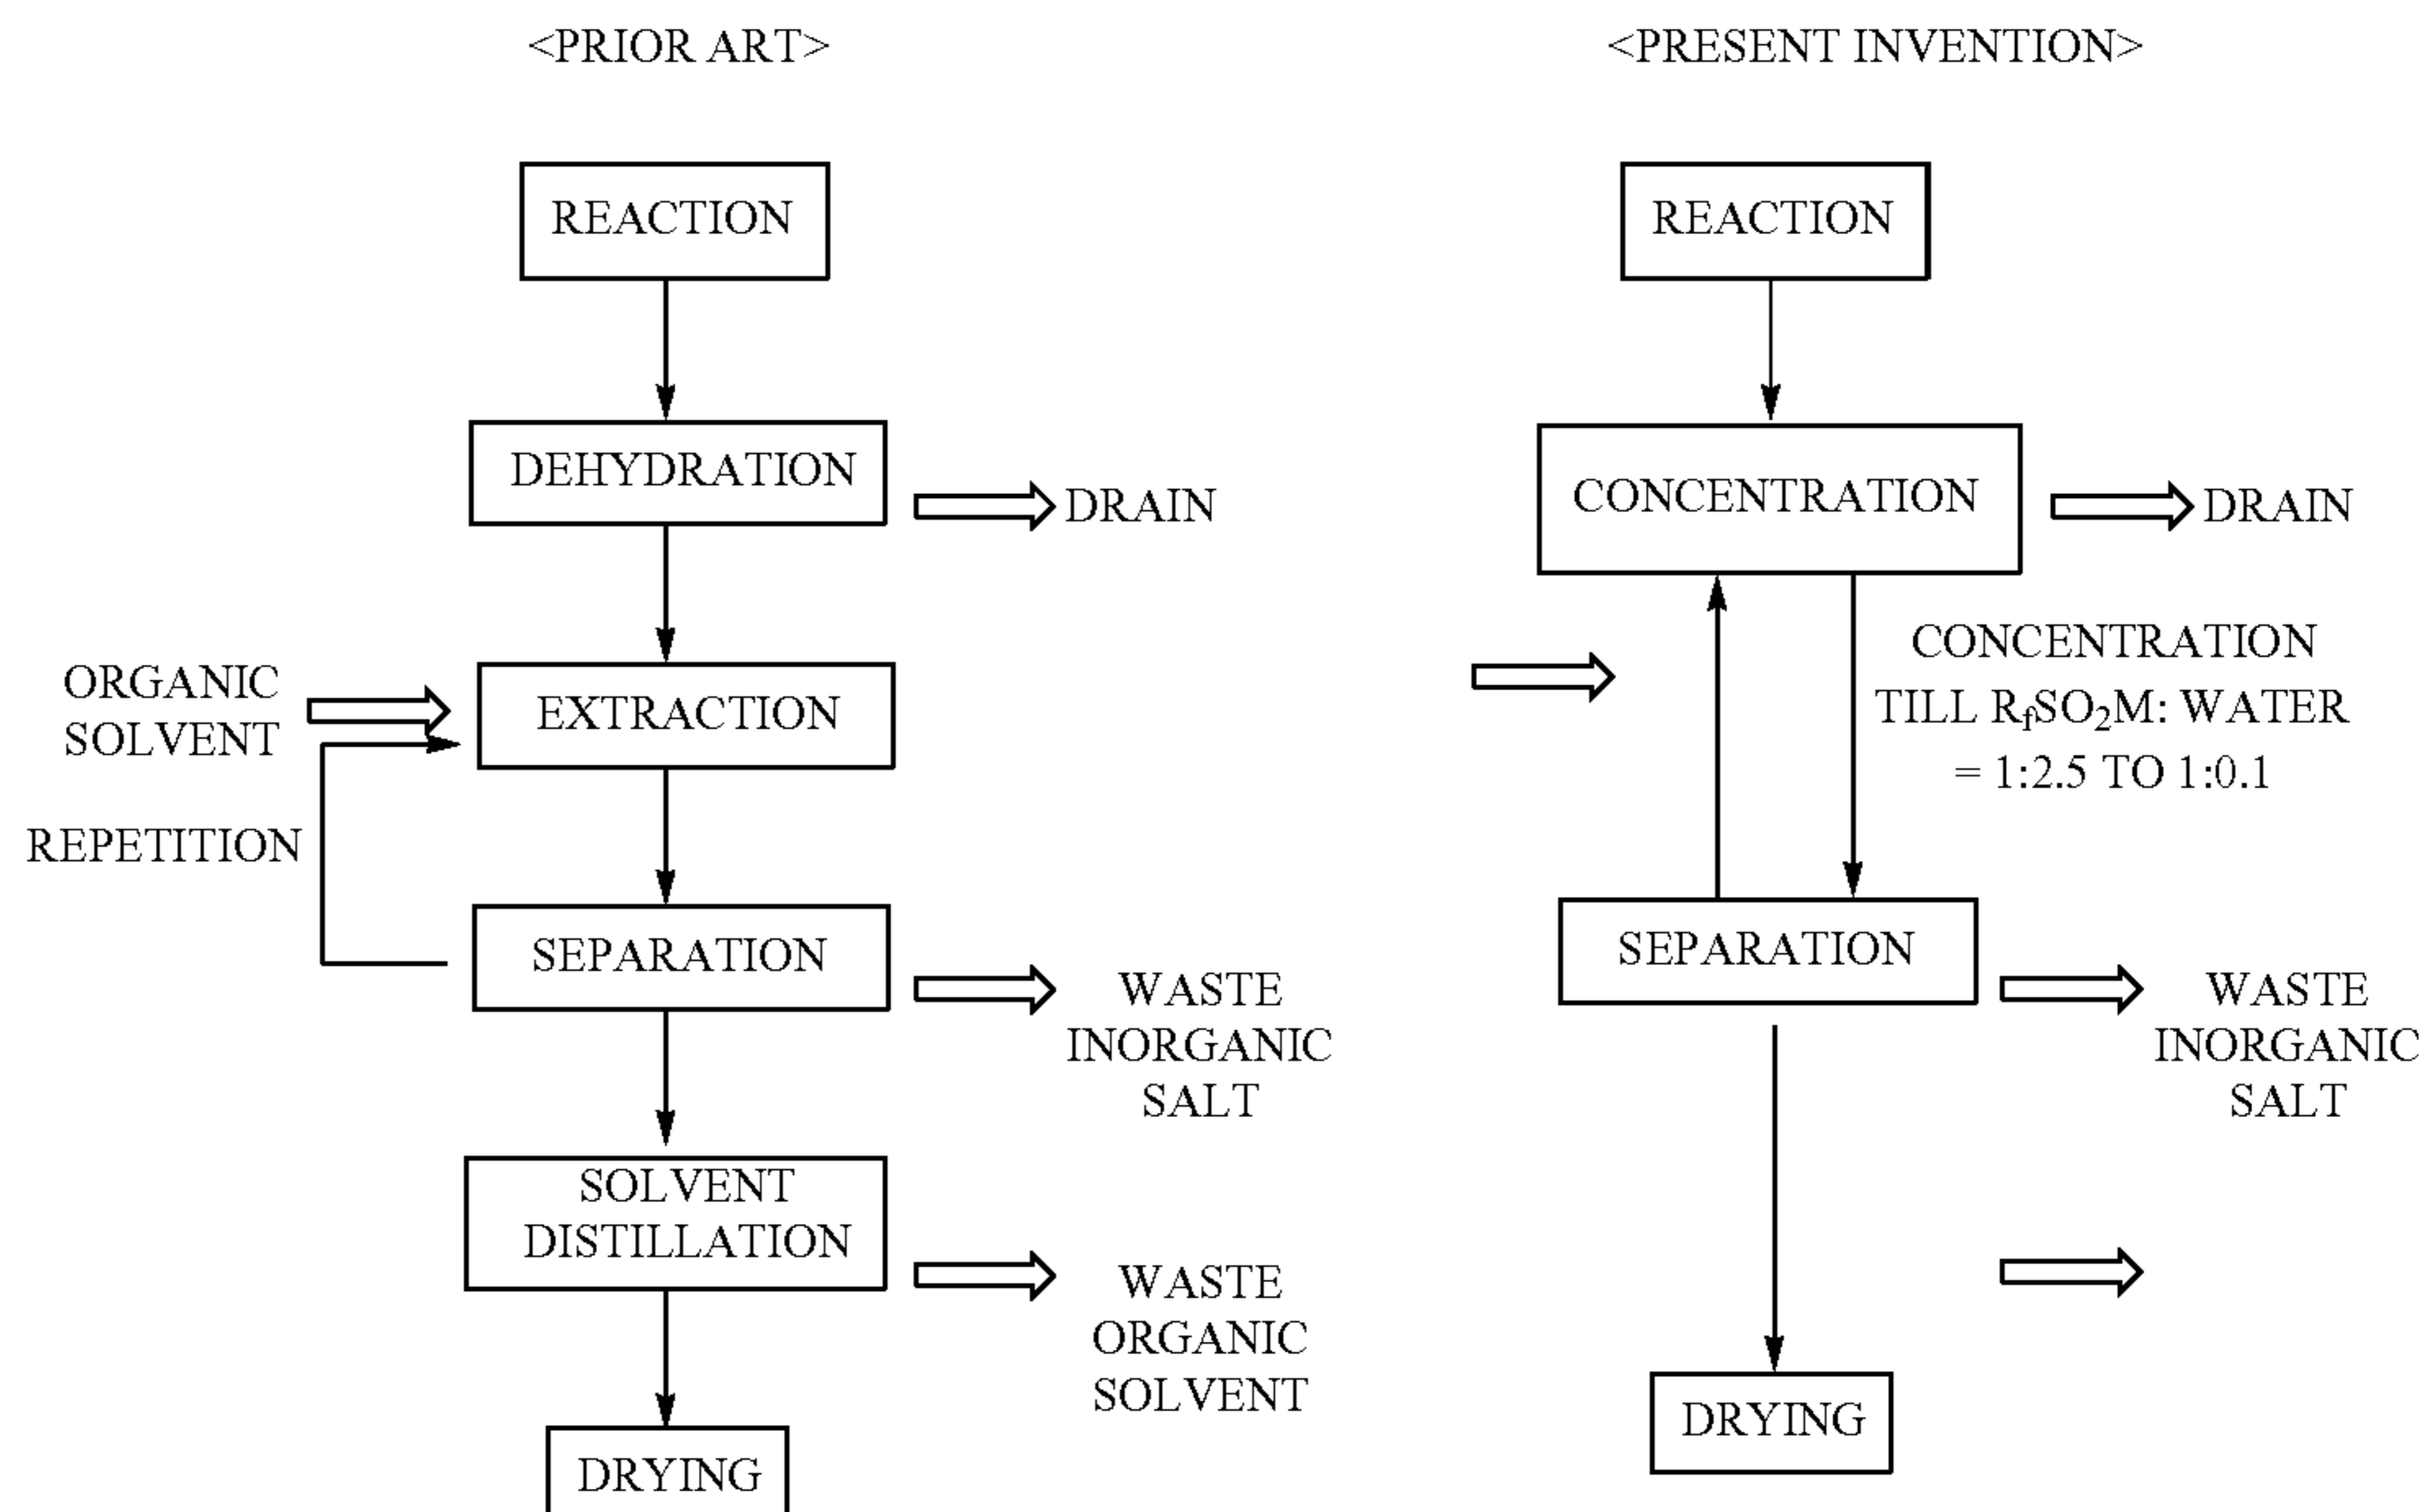 <PRIOR ART>
REACTION
DEHYDRATION
DRAIN
ORGANIC
SOLVENT
EXTRACTION
REPETITION
SEPARATION
WASTE
INORGANIC
SALT
SOLVENT
DISTILLATION
WASTE
ORGANIC
SOLVENT
DRYING
<PRESENT INVENTION>
REACTION
CONCENTRATION
DRAIN
CONCENTRATION
TILL RfSO2M: WATER
= 1:2.5 TO 1:0.1
SEPARATION
WASTE
INORGANIC
SALT
DRYING